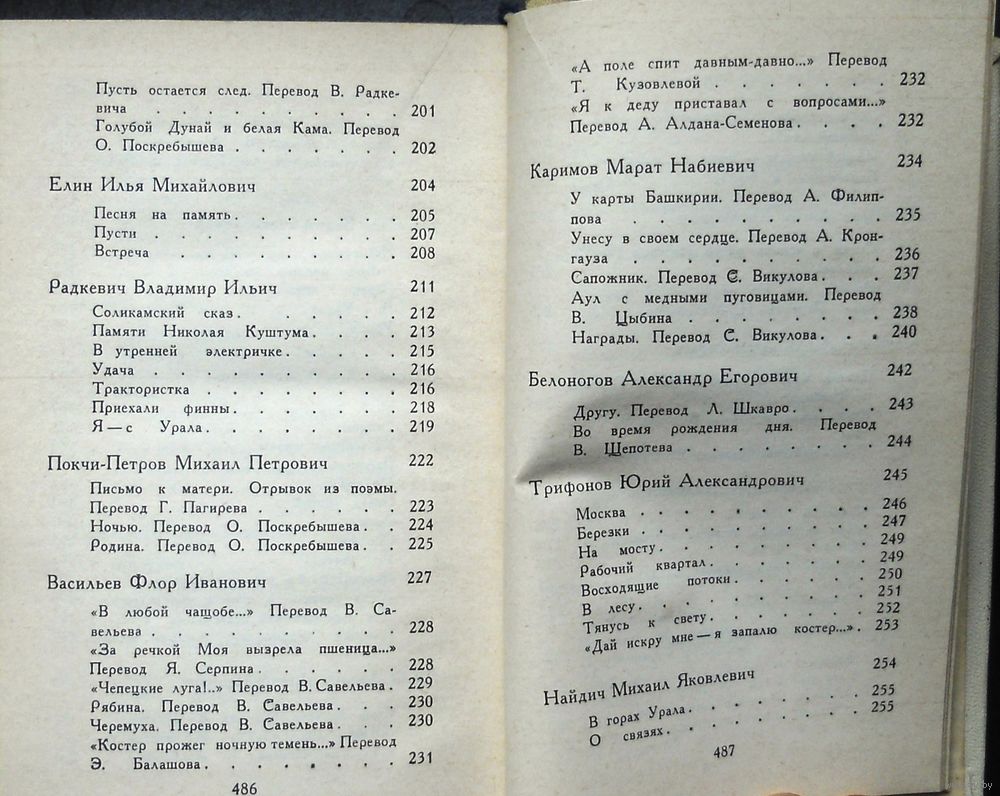 Пусть остается след. Перевод В. Радке-
вича . . . . . . . . . . 201
Голубой Дунай и белая Кама. Перевод
О. Поскребышева . . . . . . . 202
Елин Илья Михайлович 204
Песня на память . . . . . . . 205
Пусти . . . . . . . . . . 207
Встреча . . . . . . . . . 208
Радкевич Владимир Ильич 211
Соликамский сказ . . . . . . . 212
Памяти Николая Куштума . . . . . 213
В утренней электричке . . . . . . 215
Удача . . . . . . . . . . 216
Трактористка . . . . . . . . 216
Приехали финны . . . . . . . 218
Я — с Урала . . . . . . . . 219
Покчи-Петров Михаил Петрович 222
Письмо к матери. Отрывок из поэмы.
Перевод Г. Пагирева . . . . . . 223
Ночью. Перевод О. Поскребышева . . 224
Родина. Перевод О. Поскребышева . . 225
Васильев Флор Иванович 227
«В любой чащобе...» Перевод В. Са-
вельева . . . . . . . . . 228
«За речкой Моя вызрела пшеница...»
Перевод Я. Серпина . . . . . . 228
«Чепецкие луга!..» Перевод В. Савельева . 229
Рябина. Перевод В. Савельева . . . 230
Черемуха. Перевод В. Савельева . . . 230
«Костер прожег ночную темень...» Перевод
Э. Балашова . . . . . . . . 231
486
«А поле спит давным-давно...» Перевод
Т. Кузовлевой . . . . . . . 232
«Я к деду приставал с вопросами...»
Перевод А. Алдана-Семенова . . . . 232
Каримов Марат Набиевич 234
У карты Башкирии. Перевод А. Филип-
пова . . . . . . . . . . 235
Унесу в своем сердце. Перевод А. Крон-
гауза . . . . . . . . . . 236
Сапожник. Перевод С. Викулова . . . 237
Аул с медными пуговицами. Перевод
В. Цыбина . . . . . . . . 238
Награды. Перевод С. Викулова . . . 240
Белоногов Александр Егорович 242
Другу. Перевод Л. Шкавро . . . . 243
Во время рождения дня. Перевод
В. Щепотева . . . . . . . . 244
Трифонов Юрий Александрович 245
Москва . . . . . . . . . 246
Березки . . . . . . . . . 247
На мосту . . . . . . . . . 249
Рабочий квартал . . . . . . . 249
Восходящие потоки . . . . . . 250
В лесу . . . . . . . . . 251
Тянусь к свету . . . . . . . 252
«Дай искру мне — я запалю костер...» . 253
Найдич Михаил Яковлевич 254
В горах Урала . . . . . . . 255
О связях . . . . . . . . 255
487